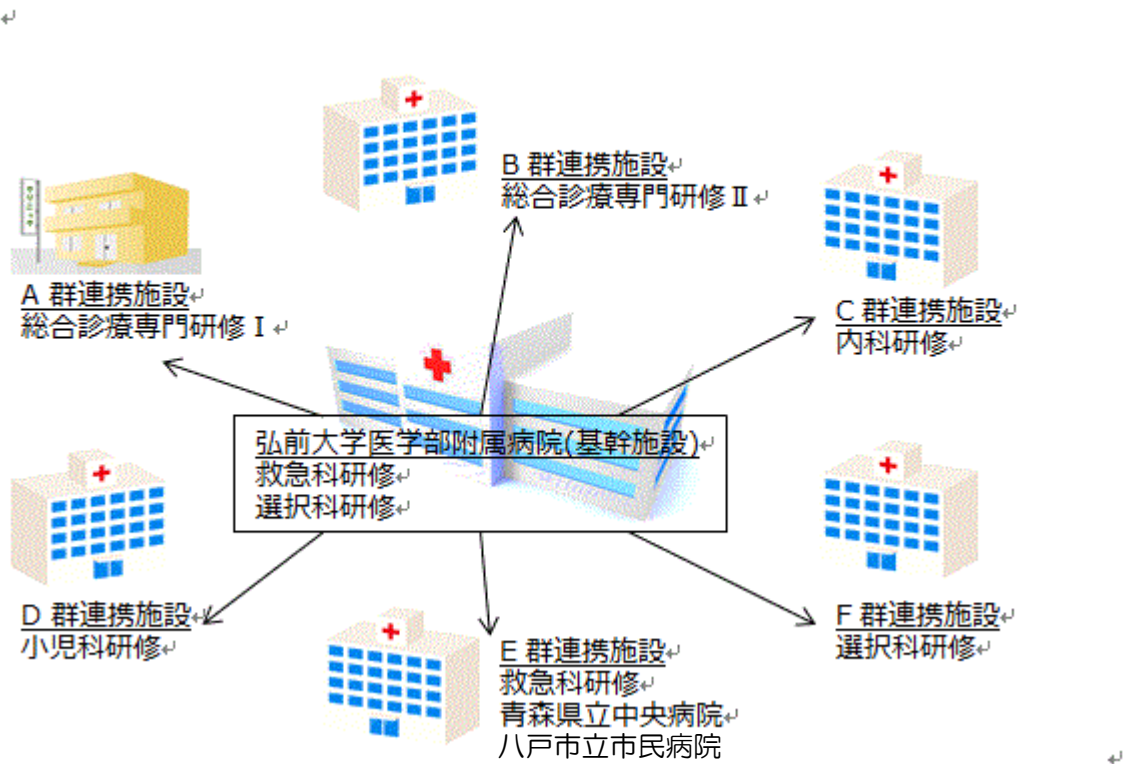 B 群連携施設
総合診療専門研修Ⅱ
A 群連携施設
総合診療専門研修Ⅰ
C 群連携施設
内科研修
弘前大学医学部附属病院(基幹施設)
救急科研修
選択科研修
D 群連携施設
小児科研修
E 群連携施設
救急科研修
青森県立中央病院
八戸市立市民病院
F 群連携施設
選択科研修